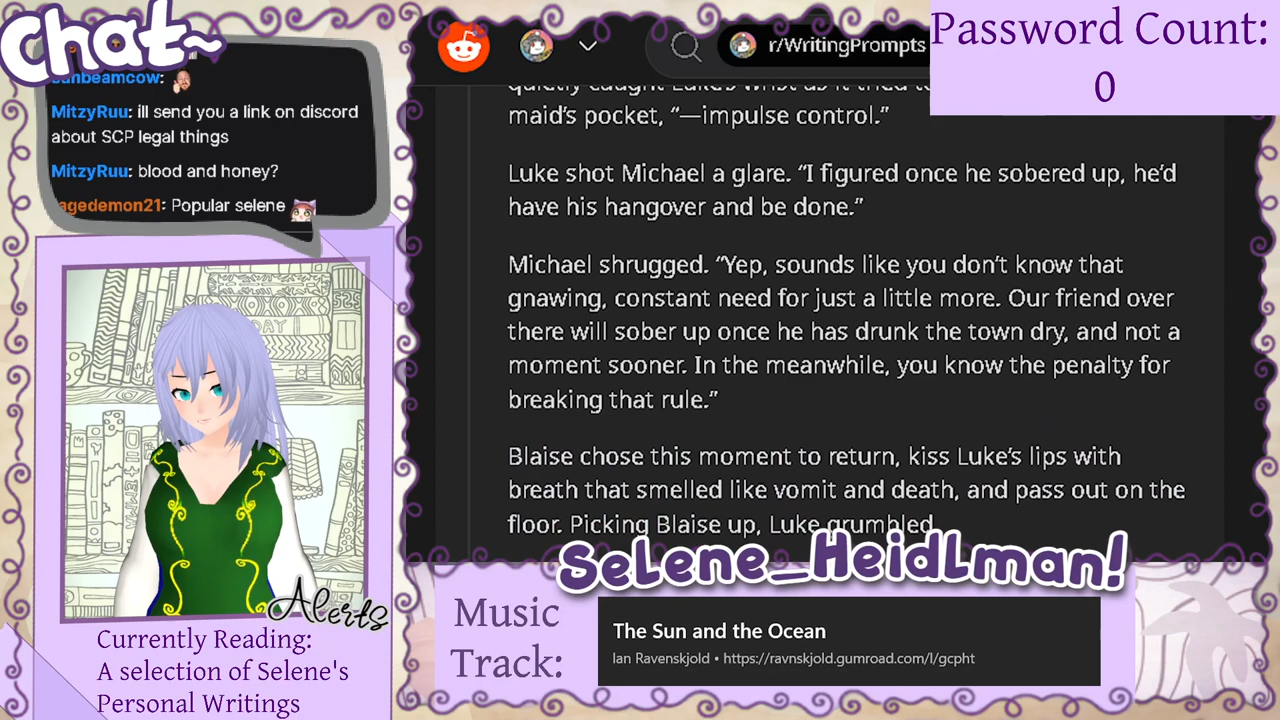 Chat~
sunbeamcow:
MitzyRuu: ill send you a link on discord
about SCP legal things
MitzyRuu: blood and honey?
agedemon21: Popular selene
Alerts
Currently Reading:
A selection of Selene's
Personal Writings
r/WritingPrompts
Password Count:
0
maid's pocket, “—impulse control.”
Luke shot Michael a glare. “I figured once he sobered up, he'd
have his hangover and be done.”
Michael shrugged. “Yep, sounds like you don't know that
gnawing, constant need for just a little more. Our friend over
there will sober up once he has drunk the town dry, and not a
moment sooner. In the meanwhile, you know the penalty for
breaking that rule.”
Blaise chose this moment to return, kiss Luke's lips with
breath that smelled like vomit and death, and pass out on the
floor. Picking Blaise up, Luke grumbled
Selene_Heidlman!
Music
Track:
The Sun and the Ocean
Ian Ravenskjold • https://ravnskjold.gumroad.com/l/gcpht